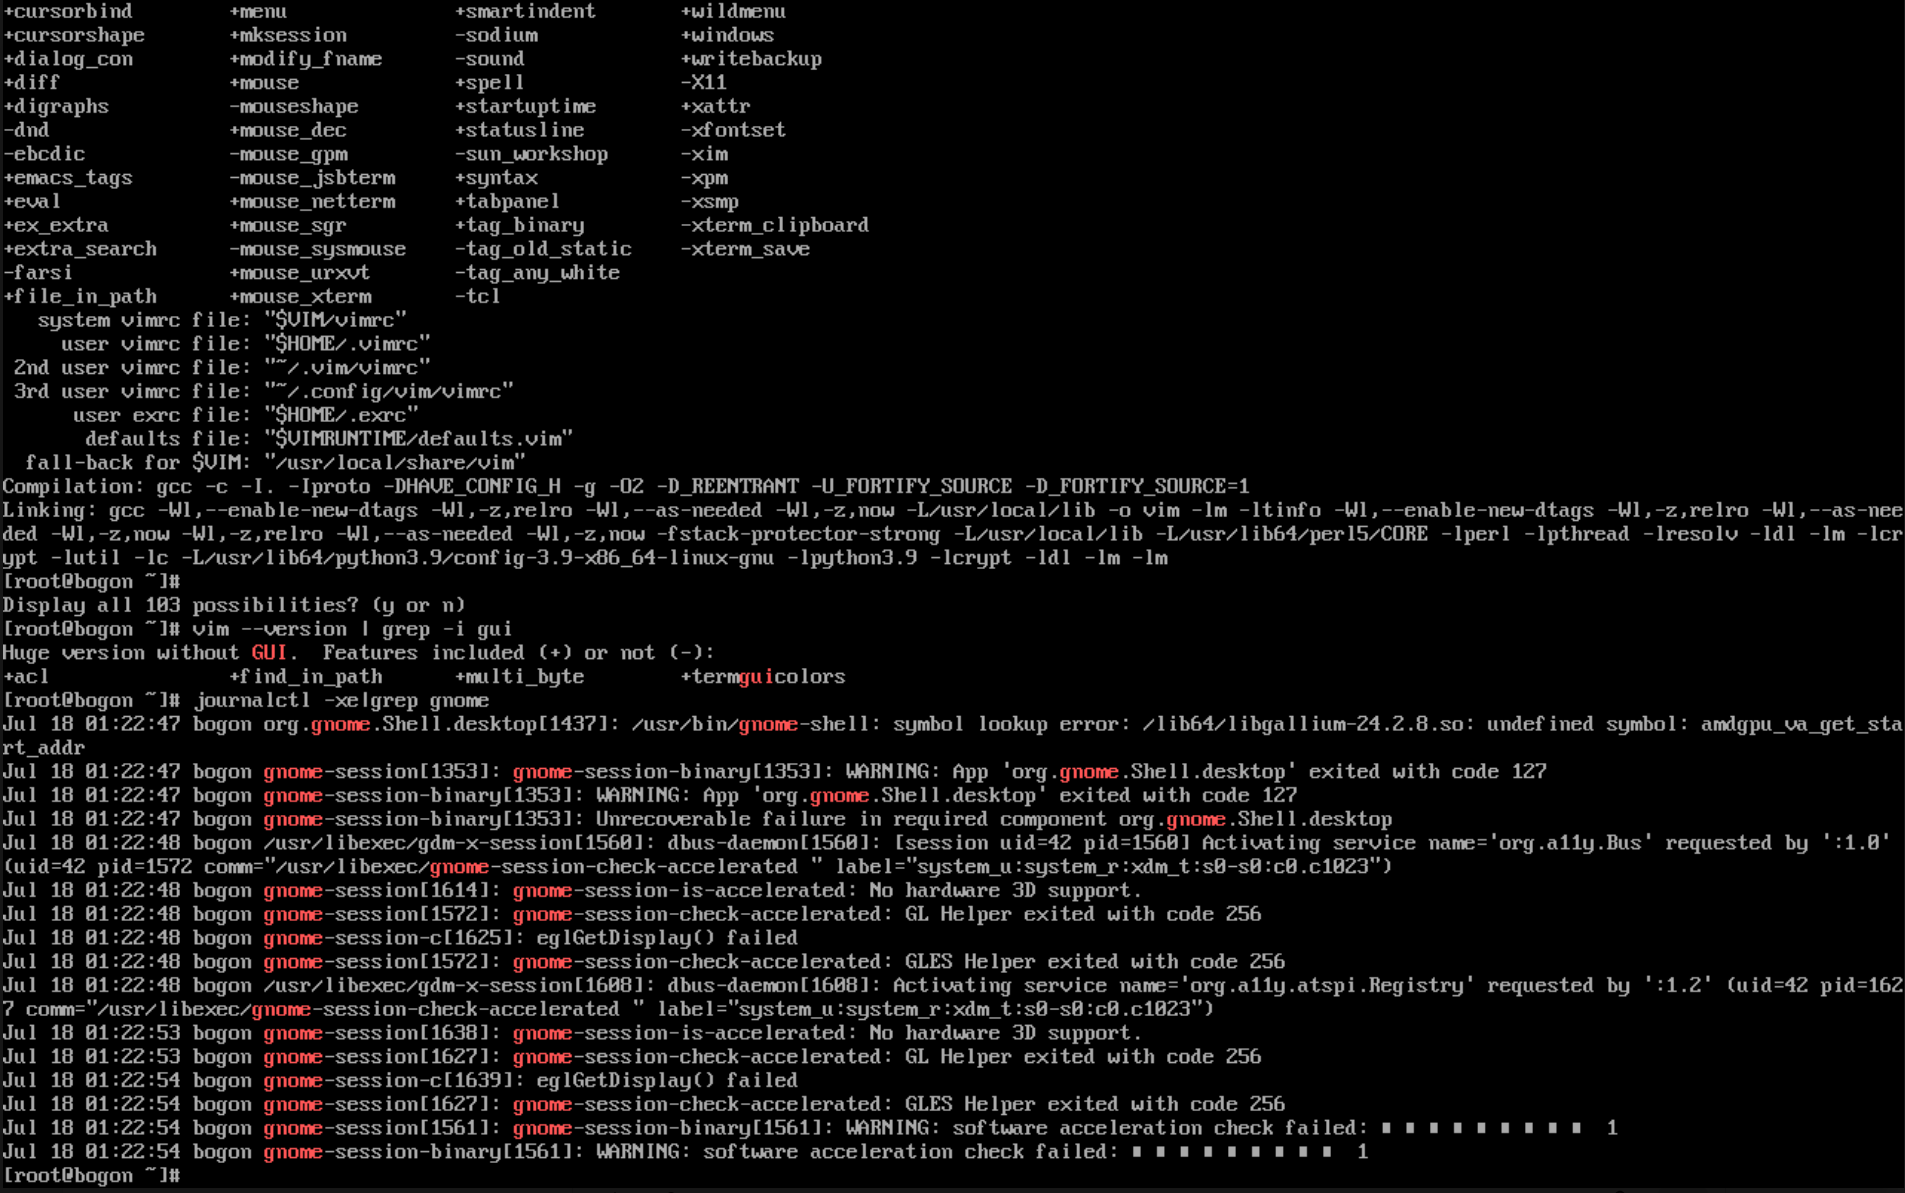 +cursorbind        +menu              +smartindent       +wildmenu
+cursorshape       +mksession         -sodium            +windows
+dialog_con        +modify_fname      -sound             +writebackup
+diff              +mouse             +spell             -X11
+digraphs          -mouseshape        +startuptime       +xattr
-dnd               +mouse_dec         +statusline        -xfontset
-ebcdic            -mouse_gpm         -sun_workshop      -xim
+emacs_tags        -mouse_jsbterm     +syntax            -xpm
+eval              +mouse_netterm     +tabpanel          -xsmp
+ex_extra          +mouse_sgr         +tag_binary        -xterm_clipboard
+extra_search      -mouse_sysmouse    -tag_old_static    -xterm_save
-farsi             +mouse_urxvt       -tag_any_white
+file_in_path      +mouse_xterm       -tcl
   system vimrc file: "$VIM/vimrc"
     user vimrc file: "$HOME/.vimrc"
 2nd user vimrc file: "~/.vim/vimrc"
 3rd user vimrc file: "~/.config/vim/vimrc"
      user exrc file: "$HOME/.exrc"
       defaults file: "$VIMRUNTIME/defaults.vim"
  fall-back for $VIM: "/usr/local/share/vim"
Compilation: gcc -c -I. -Iproto -DHAVE_CONFIG_H -g -O2 -D_REENTRANT -U_FORTIFY_SOURCE -D_FORTIFY_SOURCE=1
Linking: gcc -Wl,--enable-new-dtags -Wl,-z,relro -Wl,--as-needed -Wl,-z,now -L/usr/local/lib -o vim -lm -ltinfo -Wl,--enable-new-dtags -Wl,-z,relro -Wl,--as-nee
ded -Wl,-z,now -Wl,-z,relro -Wl,--as-needed -Wl,-z,now -fstack-protector-strong -L/usr/local/lib -L/usr/lib64/perl5/CORE -lperl -lpthread -lresolv -ldl -lm -lcr
ypt -lutil -lc -L/usr/lib64/python3.9/config-3.9-x86_64-linux-gnu -lpython3.9 -lcrypt -ldl -lm -lm
[root@bogon ~]#
Display all 103 possibilities? (y or n)
[root@bogon ~]# vim --version | grep -i gui
Huge version without GUI.  Features included (+) or not (-):
+acl               +find_in_path      +multi_byte        +termguicolors
[root@bogon ~]# journalctl -xe|grep gnome
Jul 18 01:22:47 bogon org.gnome.Shell.desktop[1437]: /usr/bin/gnome-shell: symbol lookup error: /lib64/libgallium-24.2.8.so: undefined symbol: amdgpu_va_get_sta
rt_addr
Jul 18 01:22:47 bogon gnome-session[1353]: gnome-session-binary[1353]: WARNING: App 'org.gnome.Shell.desktop' exited with code 127
Jul 18 01:22:47 bogon gnome-session-binary[1353]: WARNING: App 'org.gnome.Shell.desktop' exited with code 127
Jul 18 01:22:47 bogon gnome-session-binary[1353]: Unrecoverable failure in required component org.gnome.Shell.desktop
Jul 18 01:22:48 bogon /usr/libexec/gdm-x-session[1560]: dbus-daemon[1560]: [session uid=42 pid=1560] Activating service name='org.a11y.Bus' requested by ':1.0'
(uid=42 pid=1572 comm="/usr/libexec/gnome-session-check-accelerated " label="system_u:system_r:xdm_t:s0-s0:c0.c1023")
Jul 18 01:22:48 bogon gnome-session[1614]: gnome-session-is-accelerated: No hardware 3D support.
Jul 18 01:22:48 bogon gnome-session[1572]: gnome-session-check-accelerated: GL Helper exited with code 256
Jul 18 01:22:48 bogon gnome-session-c[1625]: eglGetDisplay() failed
Jul 18 01:22:48 bogon gnome-session[1572]: gnome-session-check-accelerated: GLES Helper exited with code 256
Jul 18 01:22:48 bogon /usr/libexec/gdm-x-session[1608]: dbus-daemon[1608]: Activating service name='org.a11y.atspi.Registry' requested by ':1.2' (uid=42 pid=162
7 comm="/usr/libexec/gnome-session-check-accelerated " label="system_u:system_r:xdm_t:s0-s0:c0.c1023")
Jul 18 01:22:53 bogon gnome-session[1638]: gnome-session-is-accelerated: No hardware 3D support.
Jul 18 01:22:53 bogon gnome-session[1627]: gnome-session-check-accelerated: GL Helper exited with code 256
Jul 18 01:22:54 bogon gnome-session-c[1639]: eglGetDisplay() failed
Jul 18 01:22:54 bogon gnome-session[1627]: gnome-session-check-accelerated: GLES Helper exited with code 256
Jul 18 01:22:54 bogon gnome-session[1561]: gnome-session-binary[1561]: WARNING: software acceleration check failed: ∎ ∎ ∎ ∎ ∎ ∎ ∎ ∎ ∎  1
Jul 18 01:22:54 bogon gnome-session-binary[1561]: WARNING: software acceleration check failed: ∎ ∎ ∎ ∎ ∎ ∎ ∎ ∎ ∎  1
[root@bogon ~]#